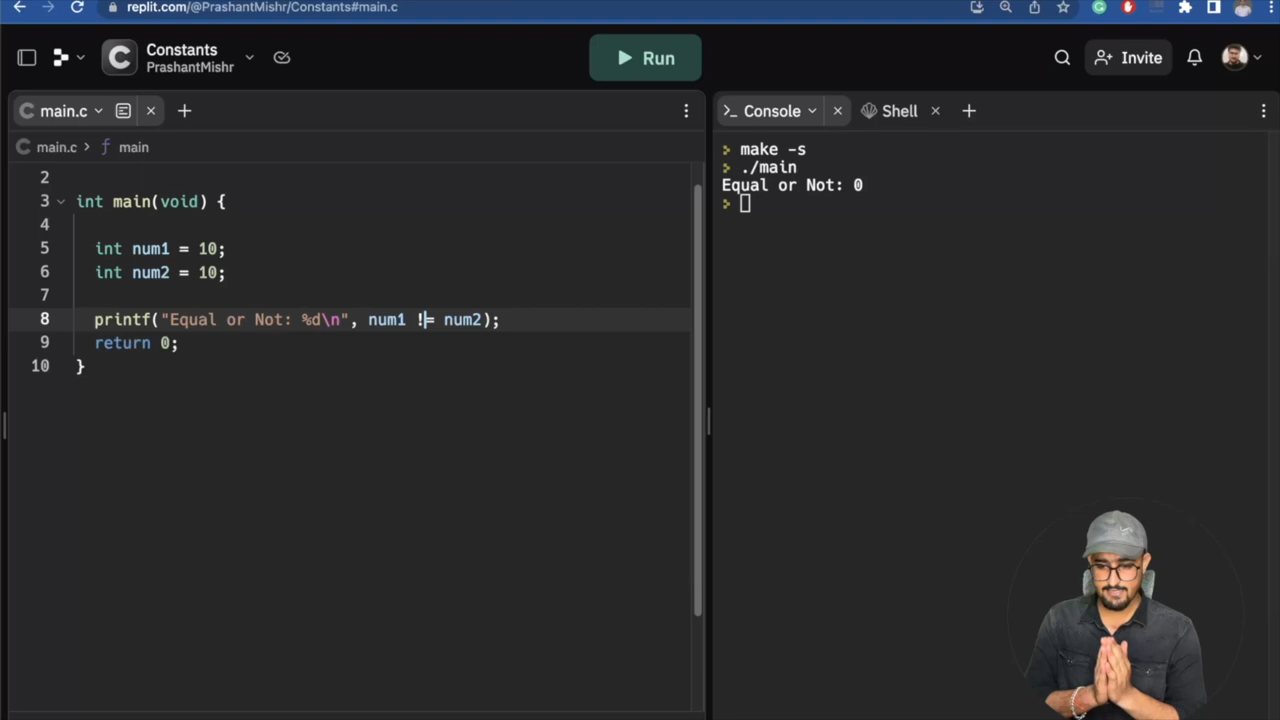 replit.com/@PrashantMishr/Constants#main.c
Constants
PrashantMishr
Run
Invite
main.c
main.c > f main
2
3 int main(void) {
4
5 int num1 = 10;
6 int num2 = 10;
7
8 printf("Equal or Not: %d\n", num1 != num2);
9 return 0;
10 }
>_ Console
Shell
> make -s
> ./main
Equal or Not: 0
>